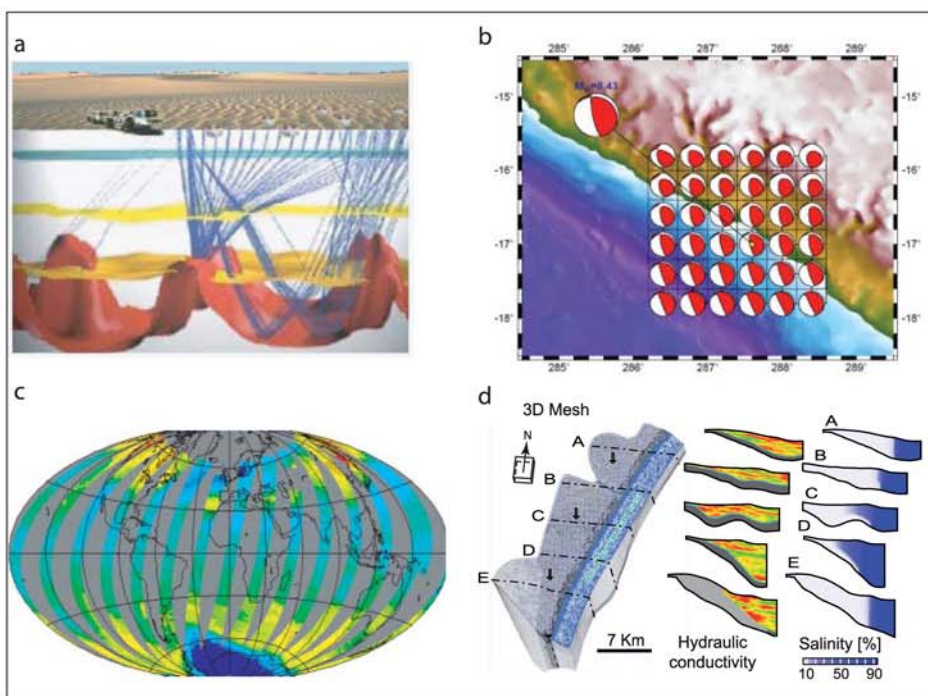 a
b
285˚
286˚
287˚
288˚
289˚
-15˚
-16˚
-17˚
-18˚
-15˚
-16˚
-17˚
-18˚
285˚
286˚
287˚
288˚
289˚
c
d
3D Mesh
N
A
B
C
D
E
7 Km
Hydraulic
conductivity
A
B
C
D
E
Salinity [%]
10 50 90